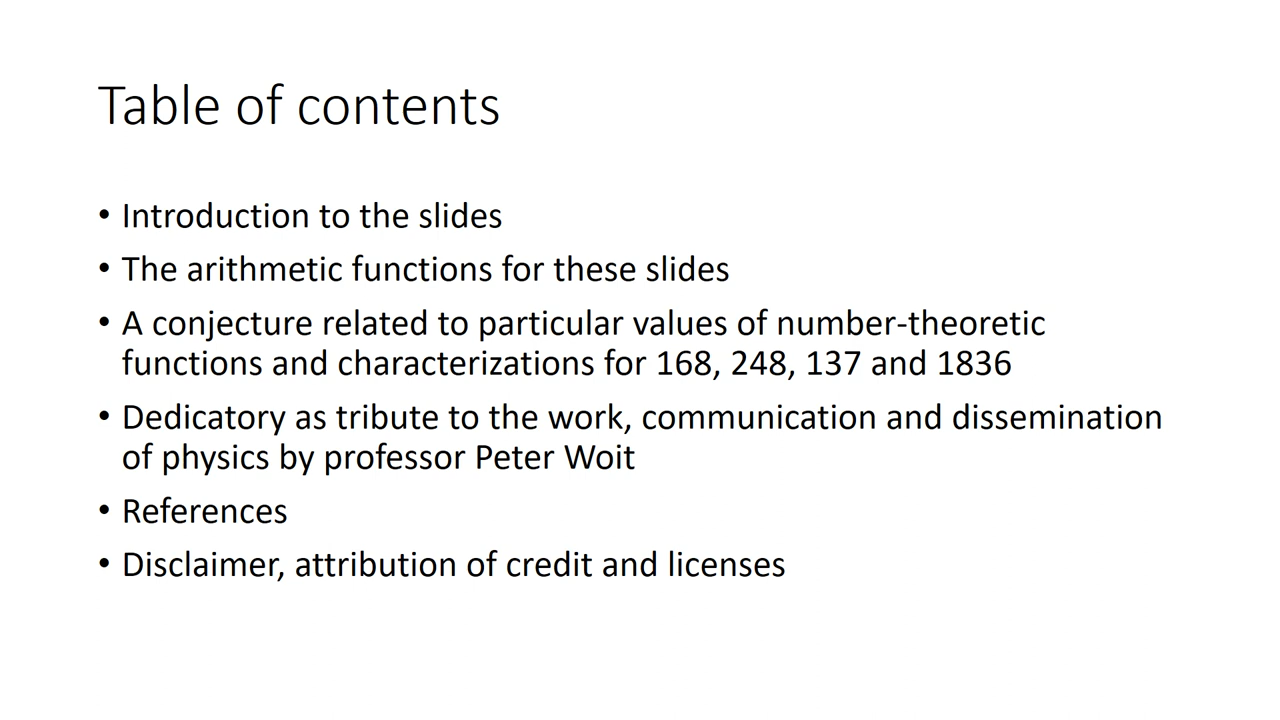 Table of contents
• Introduction to the slides
• The arithmetic functions for these slides
• A conjecture related to particular values of number-theoretic
functions and characterizations for 168, 248, 137 and 1836
• Dedicatory as tribute to the work, communication and dissemination
of physics by professor Peter Woit
• References
• Disclaimer, attribution of credit and licenses